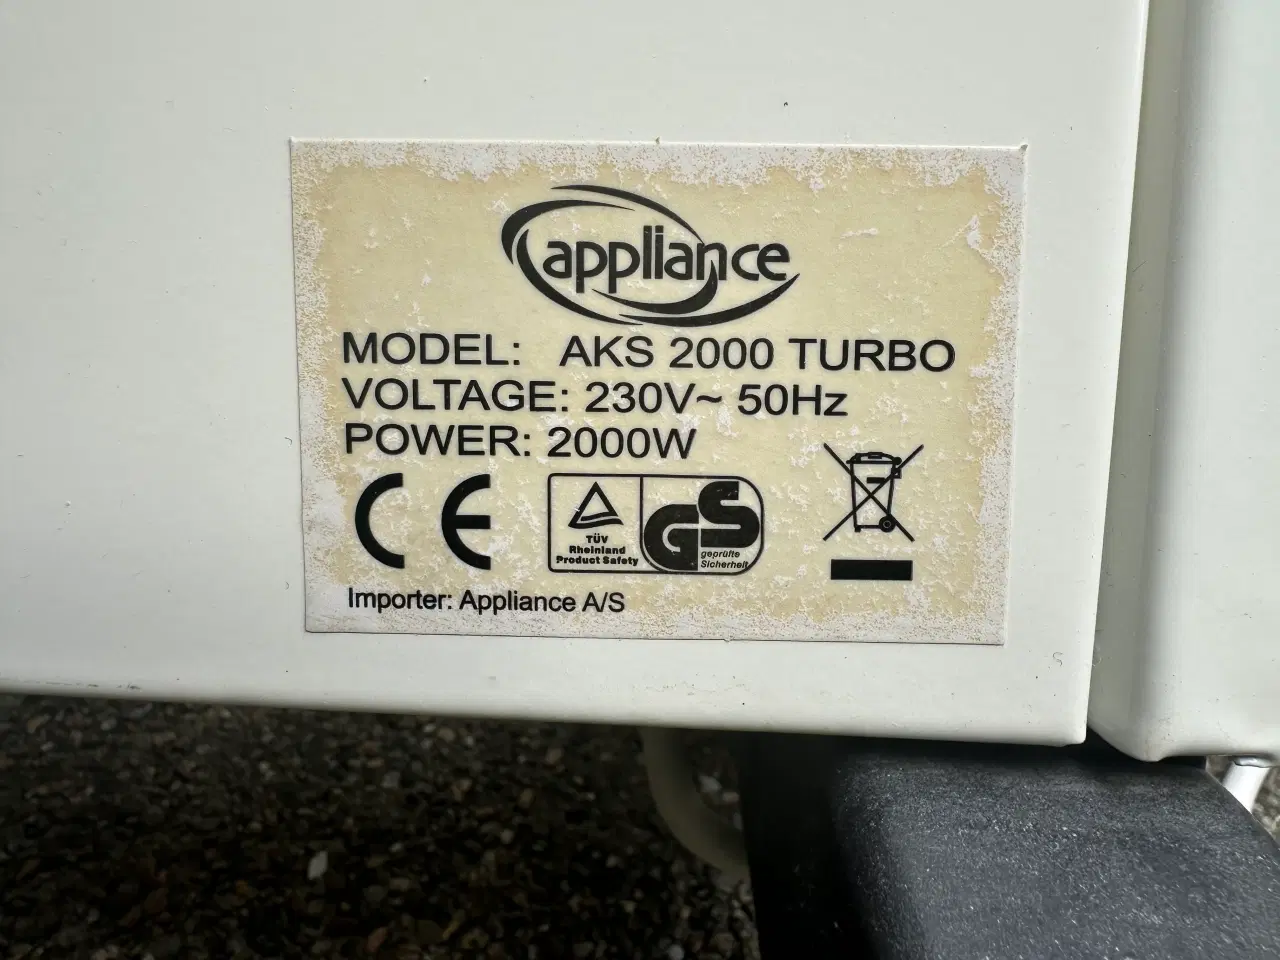 appliance
MODEL: AKS 2000 TURBO
VOLTAGE: 230V~ 50Hz
POWER: 2000W
CE
TÜV
Rheinland
Product Safety
GS
geprüfte
Sicherheit
Importer: Appliance A/S